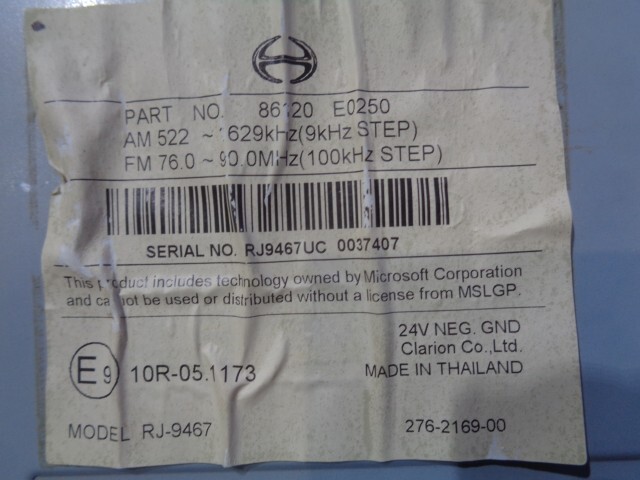 PART NO. 86120 E0250
AM 522 ~ 1629kHz(9kHz STEP)
FM 76.0 ~ 90.0MHz(100kHz STEP)
SERIAL NO. RJ9467UC 0037407
This product includes technology owned by Microsoft Corporation
and cannot be used or distributed without a license from MSLGP.
24V NEG. GND
Clarion Co.,Ltd.
E9 10R-05.1173
MADE IN THAILAND
MODEL RJ-9467
276-2169-00